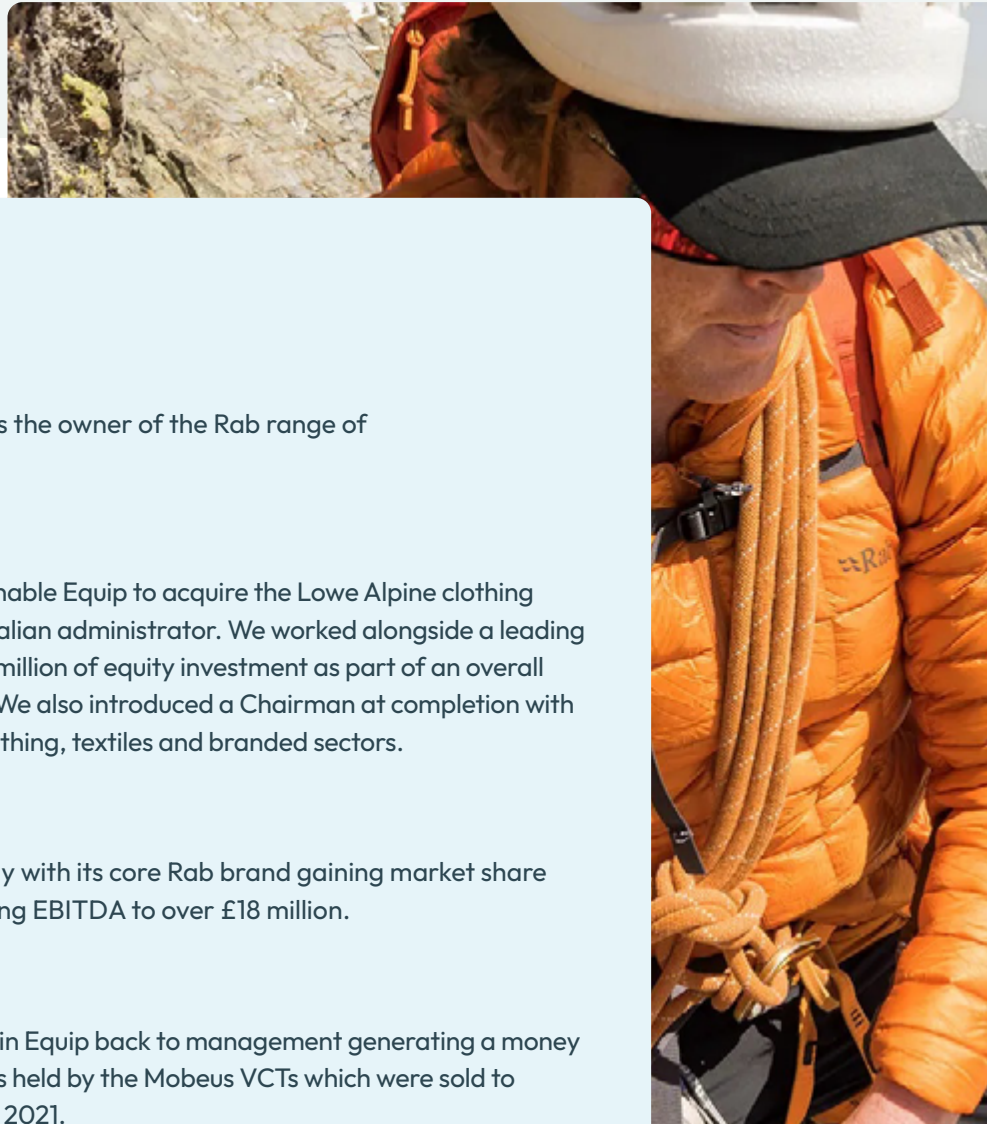 s the owner of the Rab range of
nable Equip to acquire the Lowe Alpine clothing
alian administrator. We worked alongside a leading
million of equity investment as part of an overall
We also introduced a Chairman at completion with
thing, textiles and branded sectors.
y with its core Rab brand gaining market share
ng EBITDA to over £18 million.
in Equip back to management generating a money
s held by the Mobeus VCTs which were sold to
2021.
Rab